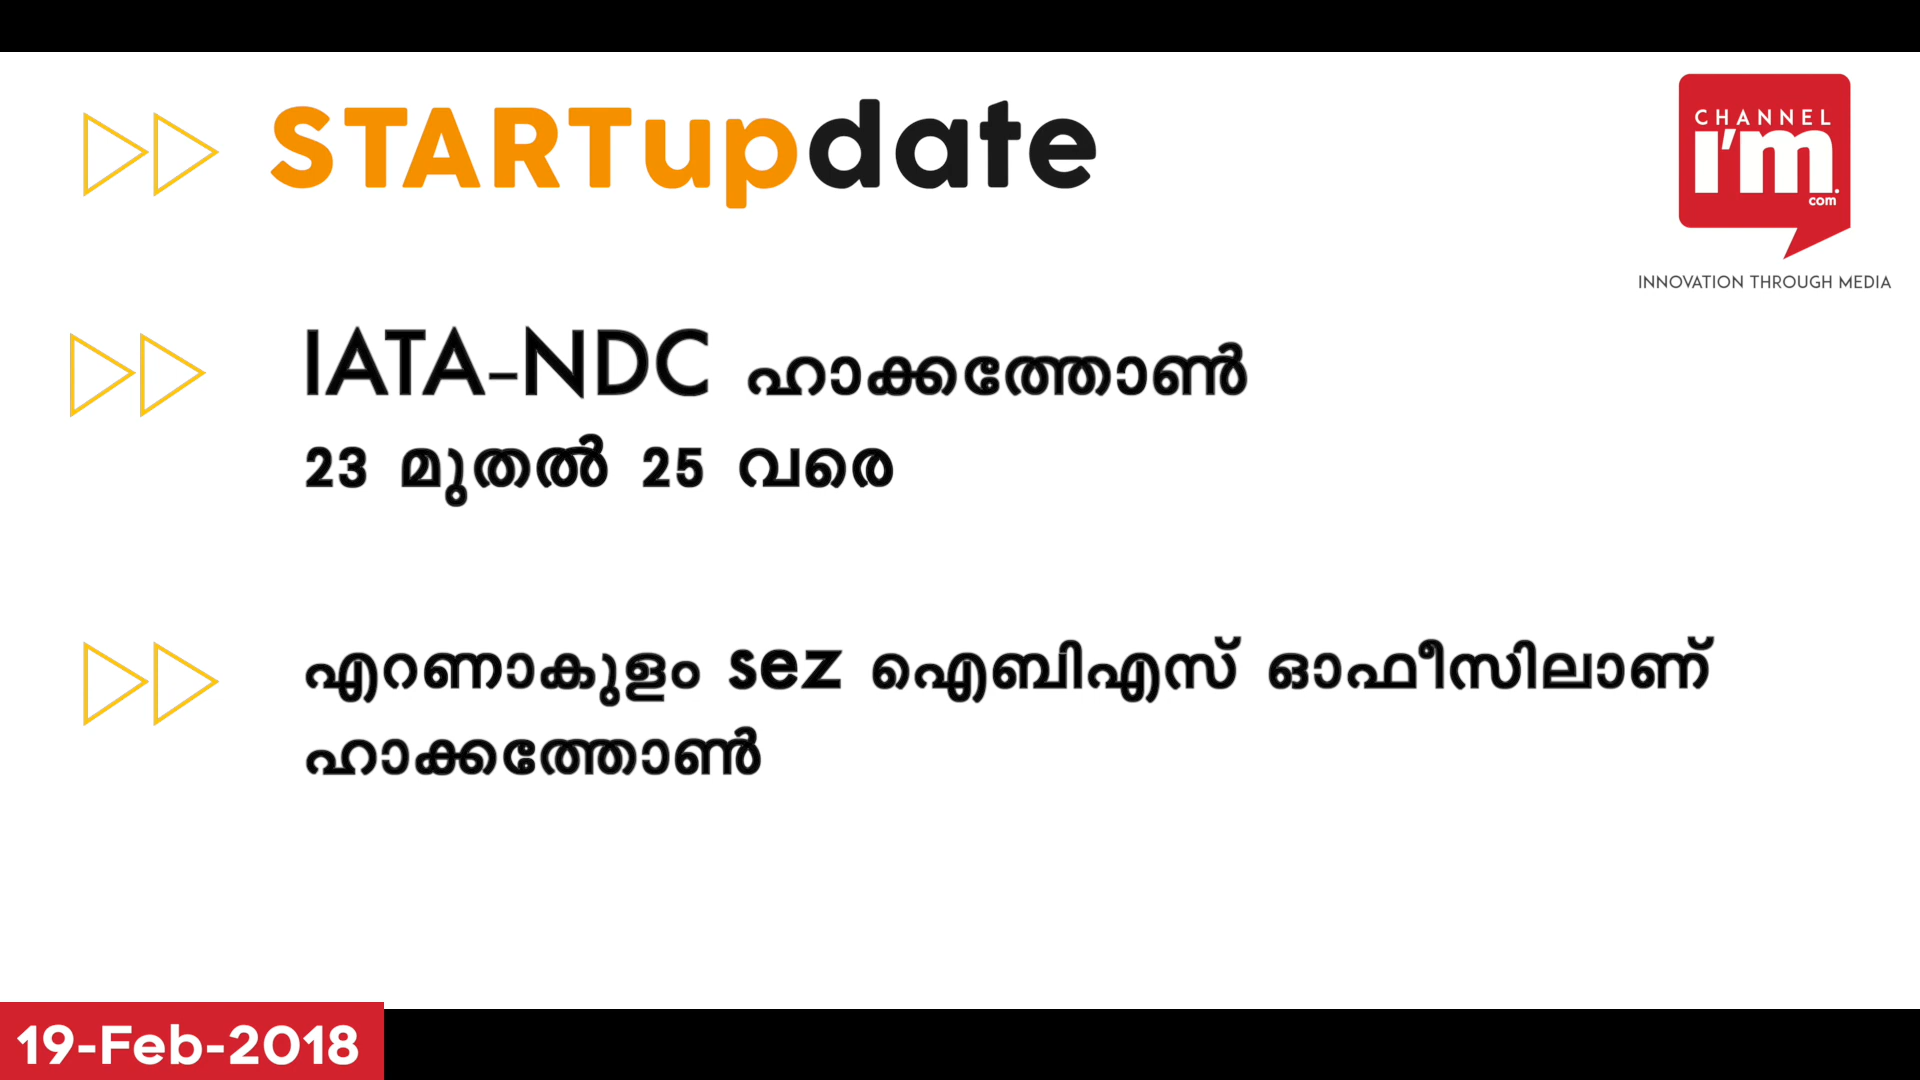 STARTupdate
CHANNEL
I'm
.com
INNOVATION THROUGH MEDIA
IATA-NDC ഹാക്കത്തോൺ
23 മുതൽ 25 വരെ
എറണാകുളം sez ഐബിഎസ് ഓഫീസിലാണ്
ഹാക്കത്തോൺ
19-Feb-2018